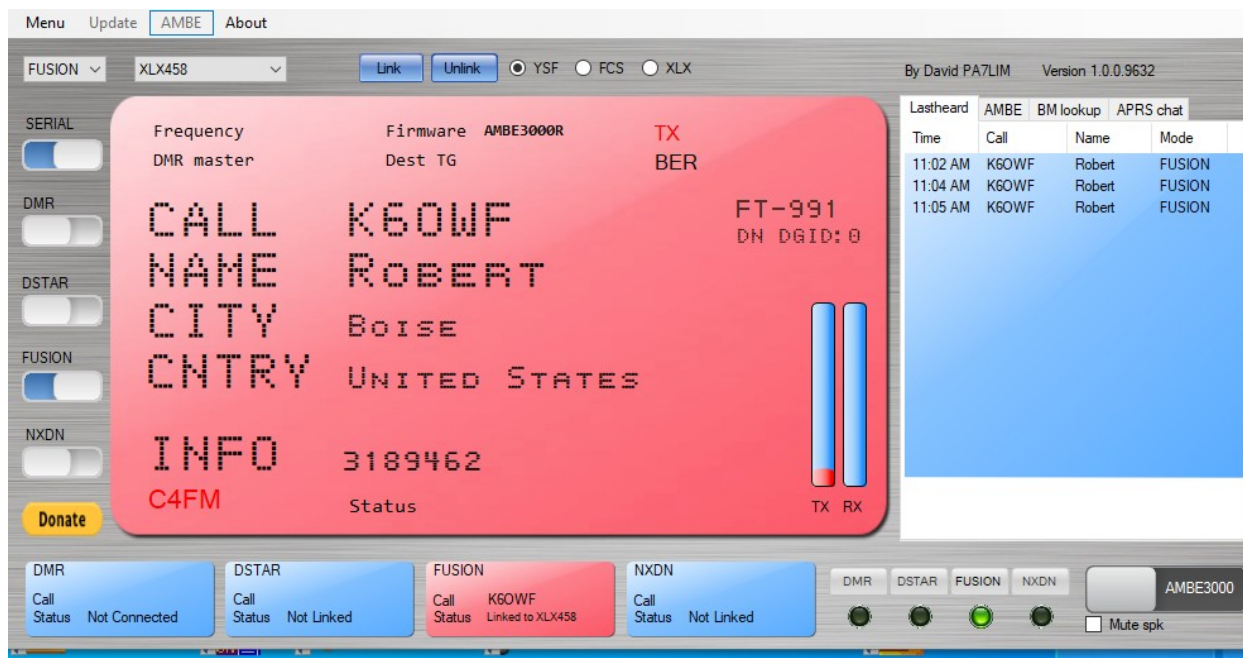 Menu Update AMBE About
FUSION XLX458 Link Unlink YSF FCS XLX By David PA7LIM Version 1.0.0.9632
SERIAL
DMR
DSTAR
FUSION
NXDN
Donate
Frequency Firmware AMBE3000R TX
DMR master Dest TG BER
CALL K6OWF FT-991
DN DGID:0
NAME ROBERT
CITY BOISE
CNTRY UNITED STATES
INFO 3189462
C4FM Status TX RX
Lastheard AMBE BM lookup APRS chat
Time Call Name Mode
11:02 AM K6OWF Robert FUSION
11:04 AM K6OWF Robert FUSION
11:05 AM K6OWF Robert FUSION
DMR
Call
Status Not Connected
DSTAR
Call
Status Not Linked
FUSION
Call K6OWF
Status Linked to XLX458
NXDN
Call
Status Not Linked
DMR DSTAR FUSION NXDN
AMBE3000
Mute spk